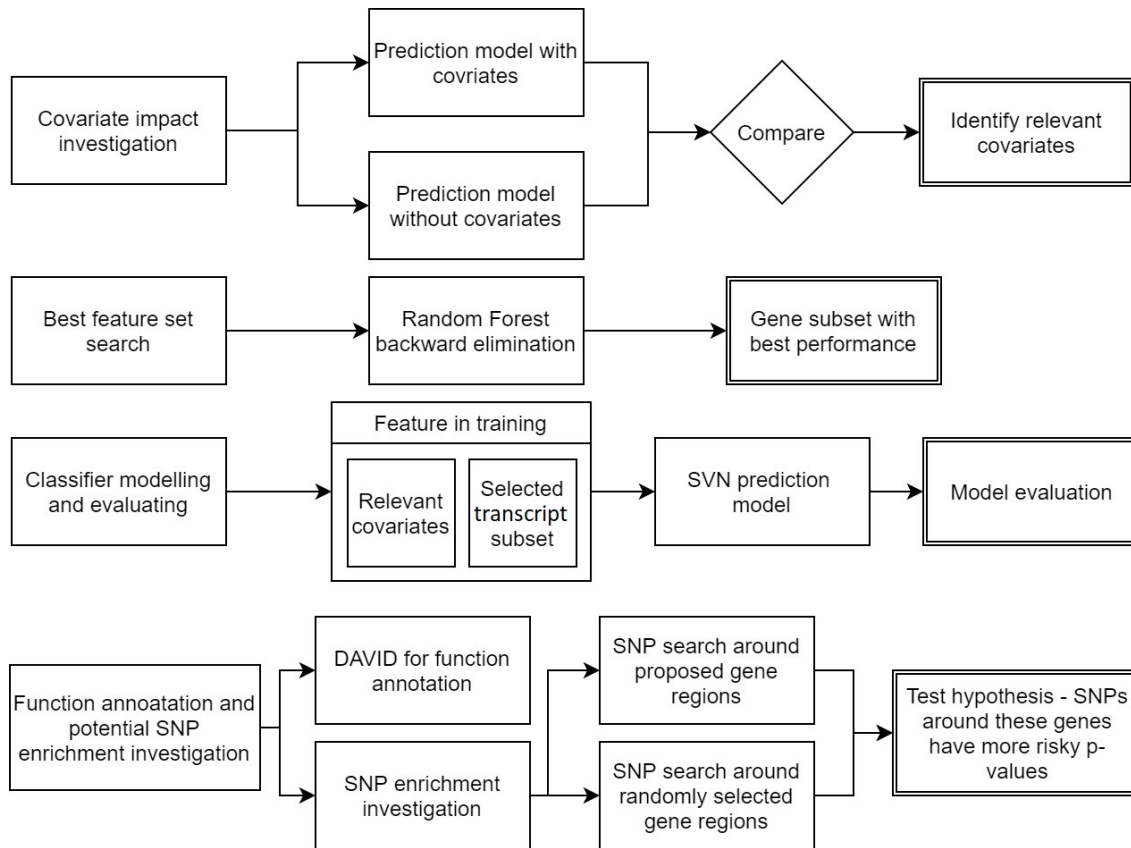 Prediction model with
covriates
Covariate impact
investigation
Compare
Identify relevant
covariates
Prediction model
without covariates
Best feature set
search
Random Forest
backward elimination
Gene subset with
best performance
Feature in training
Classifier modelling
and evaluating
Relevant
covariates
Selected
transcript
subset
SVN prediction
model
Model evaluation
DAVID for function
annotation
SNP search around
proposed gene
regions
Function annoatation and
potential SNP
enrichment investigation
Test hypothesis - SNPs
around these genes
have more risky p-
values
SNP enrichment
investigation
SNP search around
randomly selected
gene regions